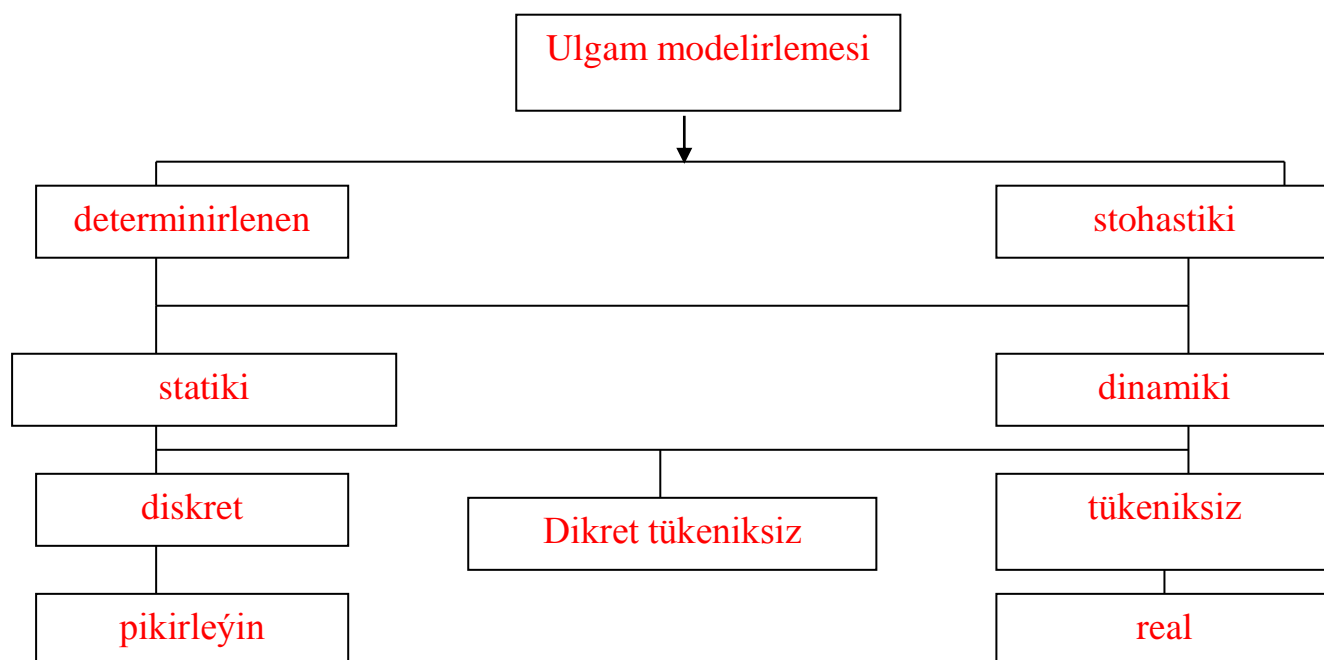 Ulgam modelirlemesi
determinirlenen
stohastiki
statiki
dinamiki
diskret
Dikret tükeniksiz
tükeniksiz
pikirleýin
real